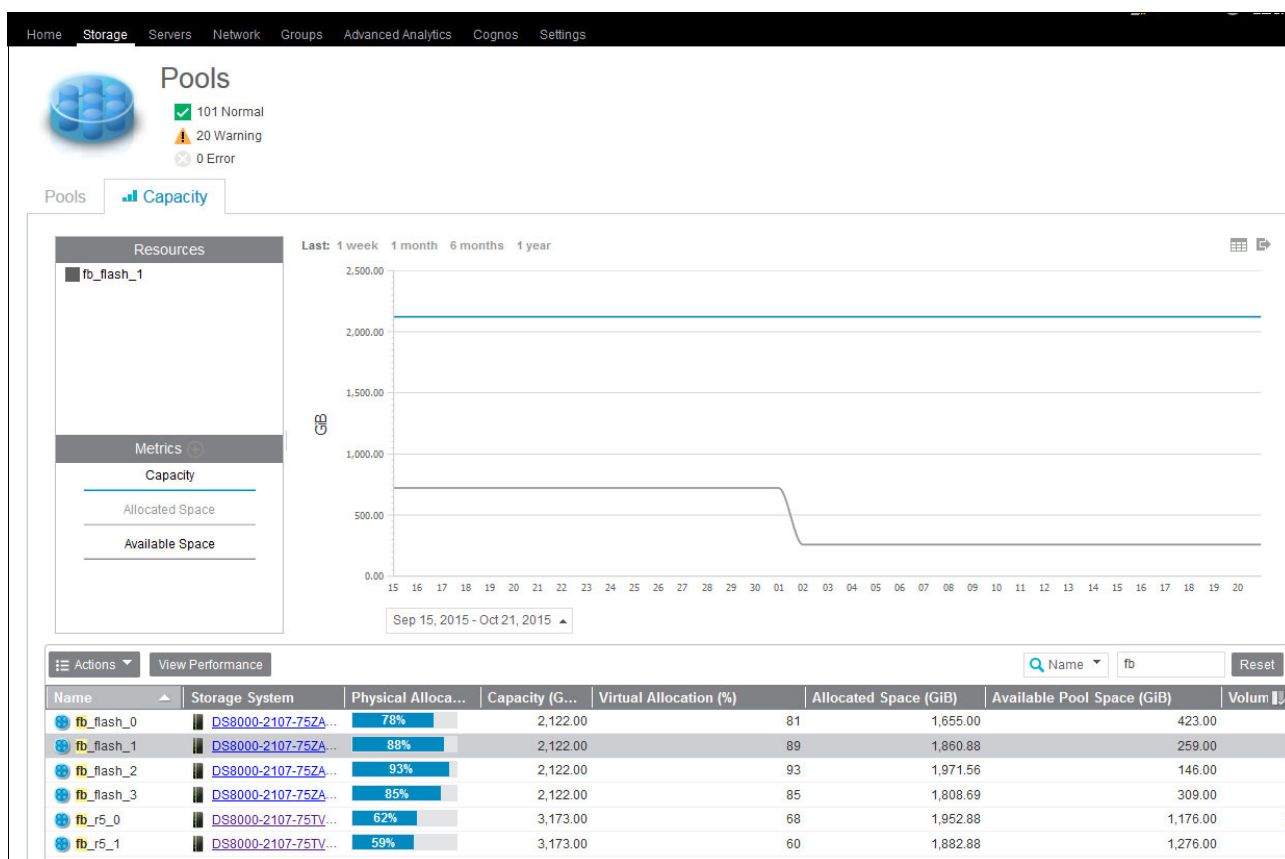 Home Storage Servers Network Groups Advanced Analytics Cognos Settings
Pools
101 Normal
20 Warning
0 Error
Pools Capacity
Resources
fb_flash_1
Metrics
Capacity
Allocated Space
Available Space
Last: 1 week 1 month 6 months 1 year
2,500.00
2,000.00
1,500.00
GiB
1,000.00
500.00
0.00
15 16 17 18 19 20 21 22 23 24 25 26 27 28 29 30 01 02 03 04 05 06 07 08 09 10 11 12 13 14 15 16 17 18 19 20
Sep 15, 2015 - Oct 21, 2015
Actions View Performance Name fb Reset
Name Storage System Physical Alloca... Capacity (G... Virtual Allocation (%) Allocated Space (GiB) Available Pool Space (GiB) Volum
fb_flash_0 DS8000-2107-75ZA... 78% 2,122.00 81 1,655.00 423.00
fb_flash_1 DS8000-2107-75ZA... 88% 2,122.00 89 1,860.88 259.00
fb_flash_2 DS8000-2107-75ZA... 93% 2,122.00 93 1,971.56 146.00
fb_flash_3 DS8000-2107-75ZA... 85% 2,122.00 85 1,808.69 309.00
fb_r5_0 DS8000-2107-75TV... 62% 3,173.00 68 1,952.88 1,176.00
fb_r5_1 DS8000-2107-75TV... 59% 3,173.00 60 1,882.88 1,276.00